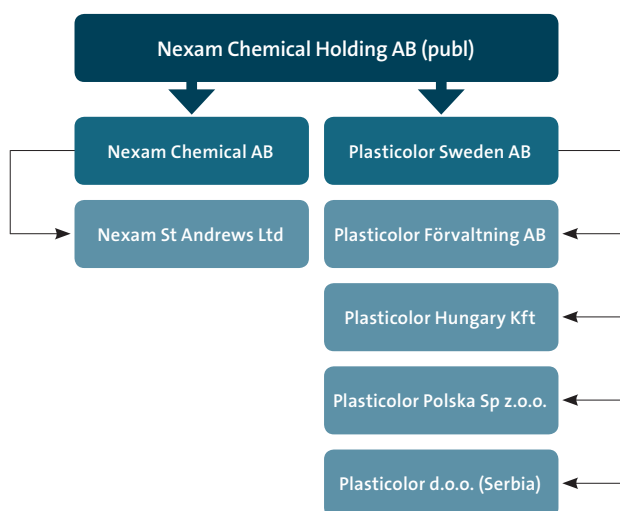 Nexam Chemical Holding AB (publ)
Nexam Chemical AB
Plasticolor Sweden AB
Nexam St Andrews Ltd
Plasticolor Förvaltning AB
Plasticolor Hungary Kft
Plasticolor Polska Sp z.o.o.
Plasticolor d.o.o. (Serbia)